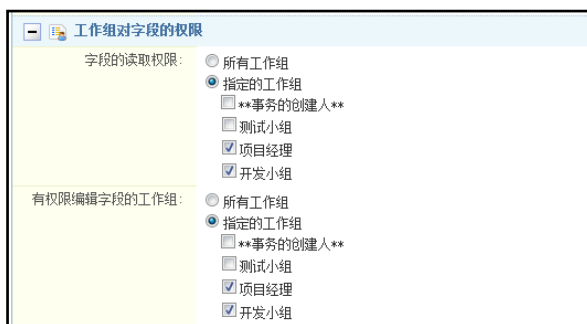 工作组对字段的权限
字段的读取权限: 所有工作组
指定的工作组
**事务的创建人**
测试小组
项目经理
开发小组
有权限编辑字段的工作组: 所有工作组
指定的工作组
**事务的创建人**
测试小组
项目经理
开发小组